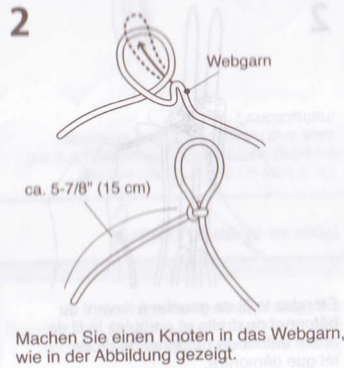 2
Webgarn
ca. 5-7/8" (15 cm)
Machen Sie einen Knoten in das Webgarn,
wie in der Abbildung gezeigt.